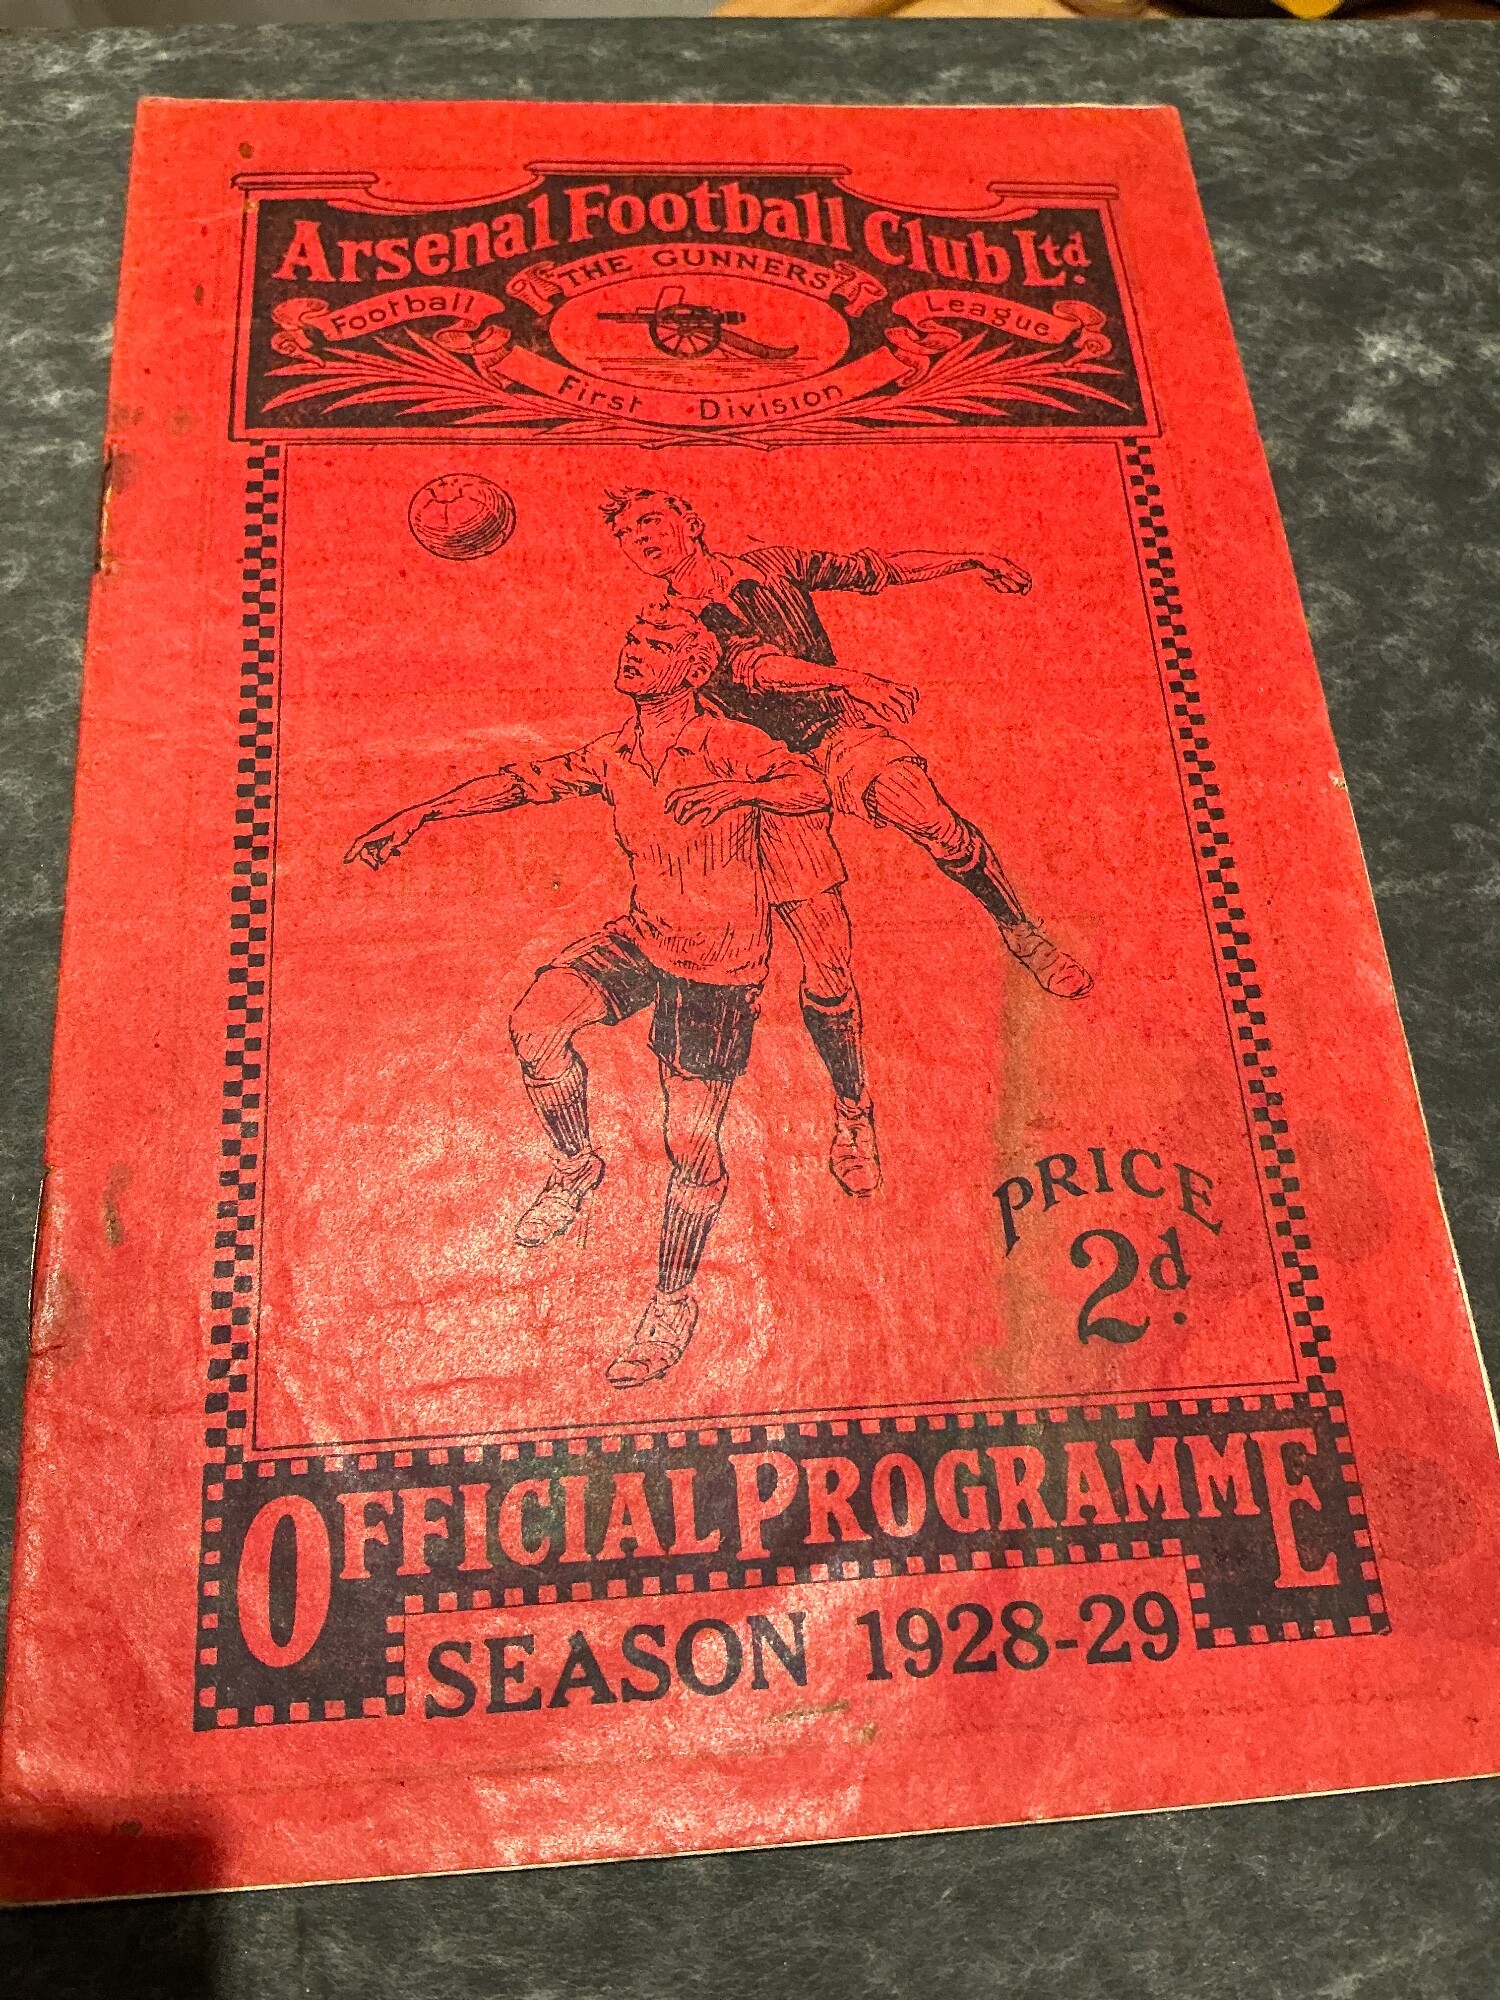 Arsenal Football Club Ltd.
THE GUNNERS
Football League
First Division
PRICE
2d.
OFFICIAL PROGRAMME
SEASON 1928-29